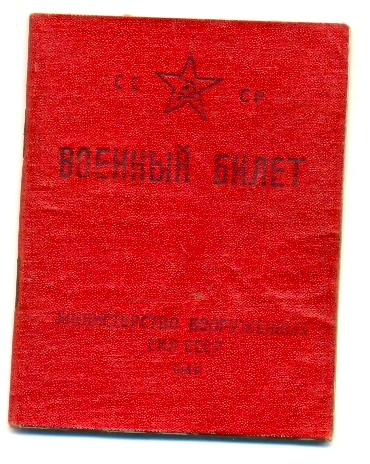 СС СР
ВОЕННЫЙ БИЛЕТ
МИНИСТЕРСТВО ВООРУЖЕННЫХ
СИЛ СССР